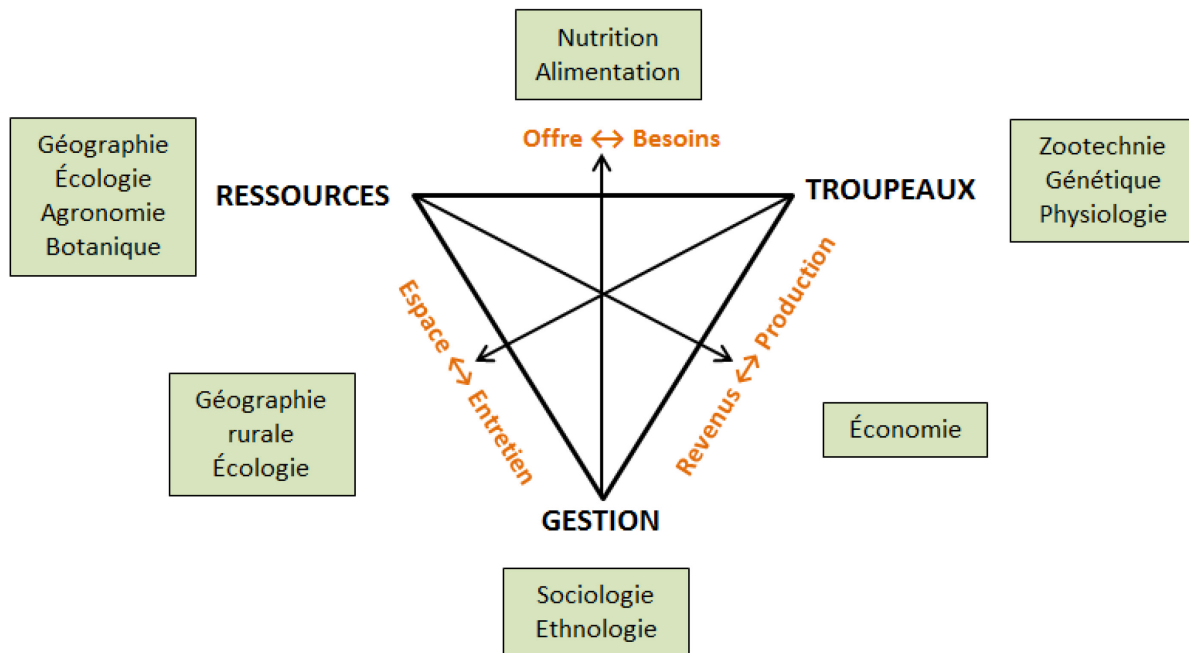 Nutrition
Alimentation
Offre ↔ Besoins
Géographie
Écologie
Agronomie
Botanique
RESSOURCES
TROUPEAUX
Zootechnie
Génétique
Physiologie
Espace ↔ Entretien
Revenus ↔ Production
Géographie
rurale
Écologie
Économie
GESTION
Sociologie
Ethnologie